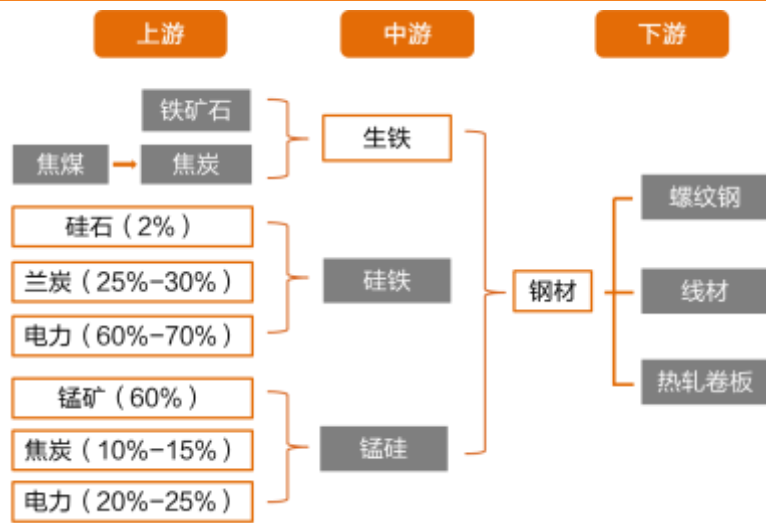 上游 中游 下游
铁矿石
焦煤 焦炭
生铁
硅石（2%）
兰炭（25%-30%）
电力（60%-70%）
硅铁
锰矿（60%）
焦炭（10%-15%）
电力（20%-25%）
锰硅
钢材
螺纹钢
线材
热轧卷板